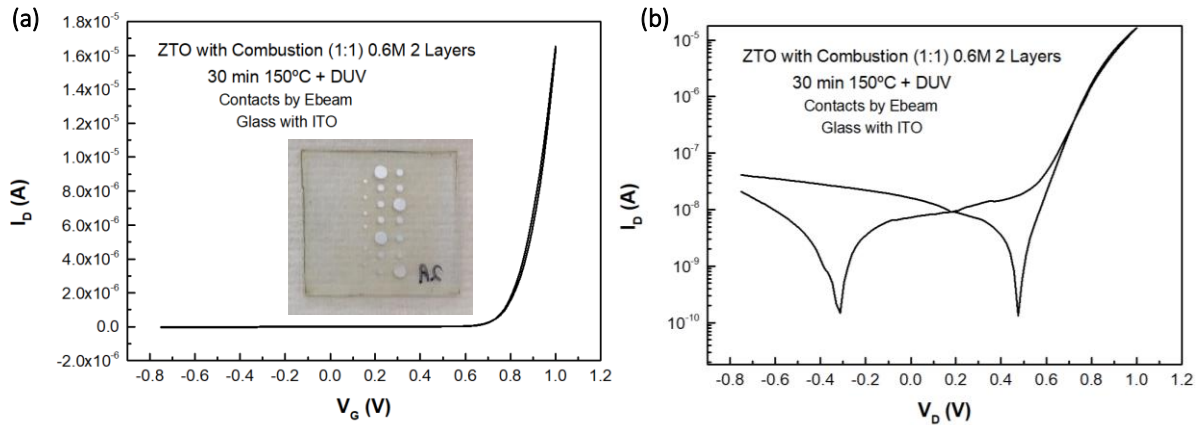 (a)
1.8x10⁻⁵
1.6x10⁻⁵
1.4x10⁻⁵
1.2x10⁻⁵
1.0x10⁻⁵
8.0x10⁻⁶
6.0x10⁻⁶
4.0x10⁻⁶
2.0x10⁻⁶
0.0
-2.0x10⁻⁶
I_D (A)
ZTO with Combustion (1:1) 0.6M 2 Layers
30 min 150ºC + DUV
Contacts by Ebeam
Glass with ITO
-0.8 -0.6 -0.4 -0.2 0.0 0.2 0.4 0.6 0.8 1.0 1.2
V_G (V)
(b)
10⁻⁵
10⁻⁶
10⁻⁷
10⁻⁸
10⁻⁹
10⁻¹⁰
I_D (A)
ZTO with Combustion (1:1) 0.6M 2 Layers
30 min 150ºC + DUV
Contacts by Ebeam
Glass with ITO
-0.8 -0.6 -0.4 -0.2 0.0 0.2 0.4 0.6 0.8 1.0 1.2
V_D (V)